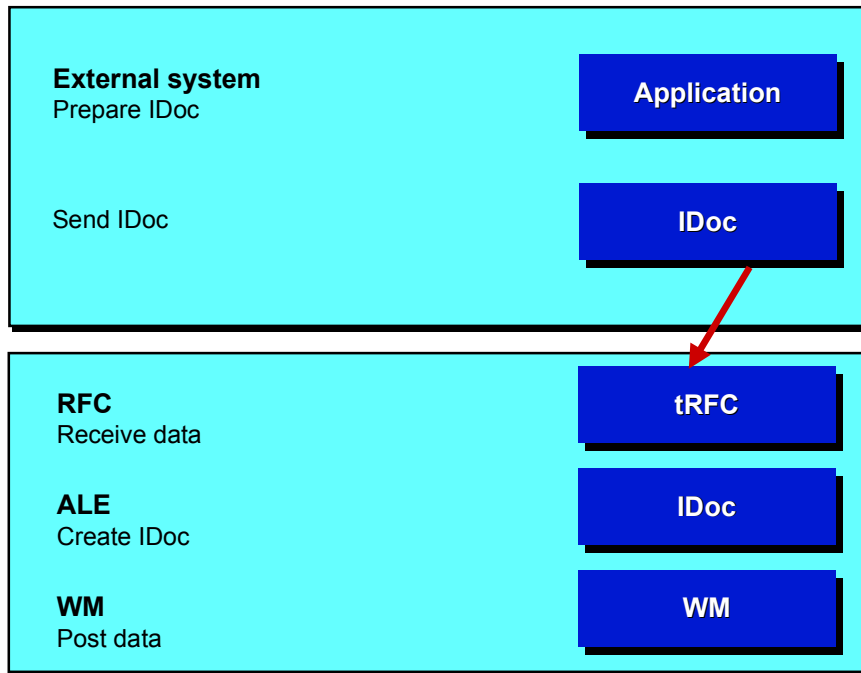 External system
Prepare IDoc
Application
Send IDoc
IDoc
RFC
Receive data
tRFC
ALE
Create IDoc
IDoc
WM
Post data
WM